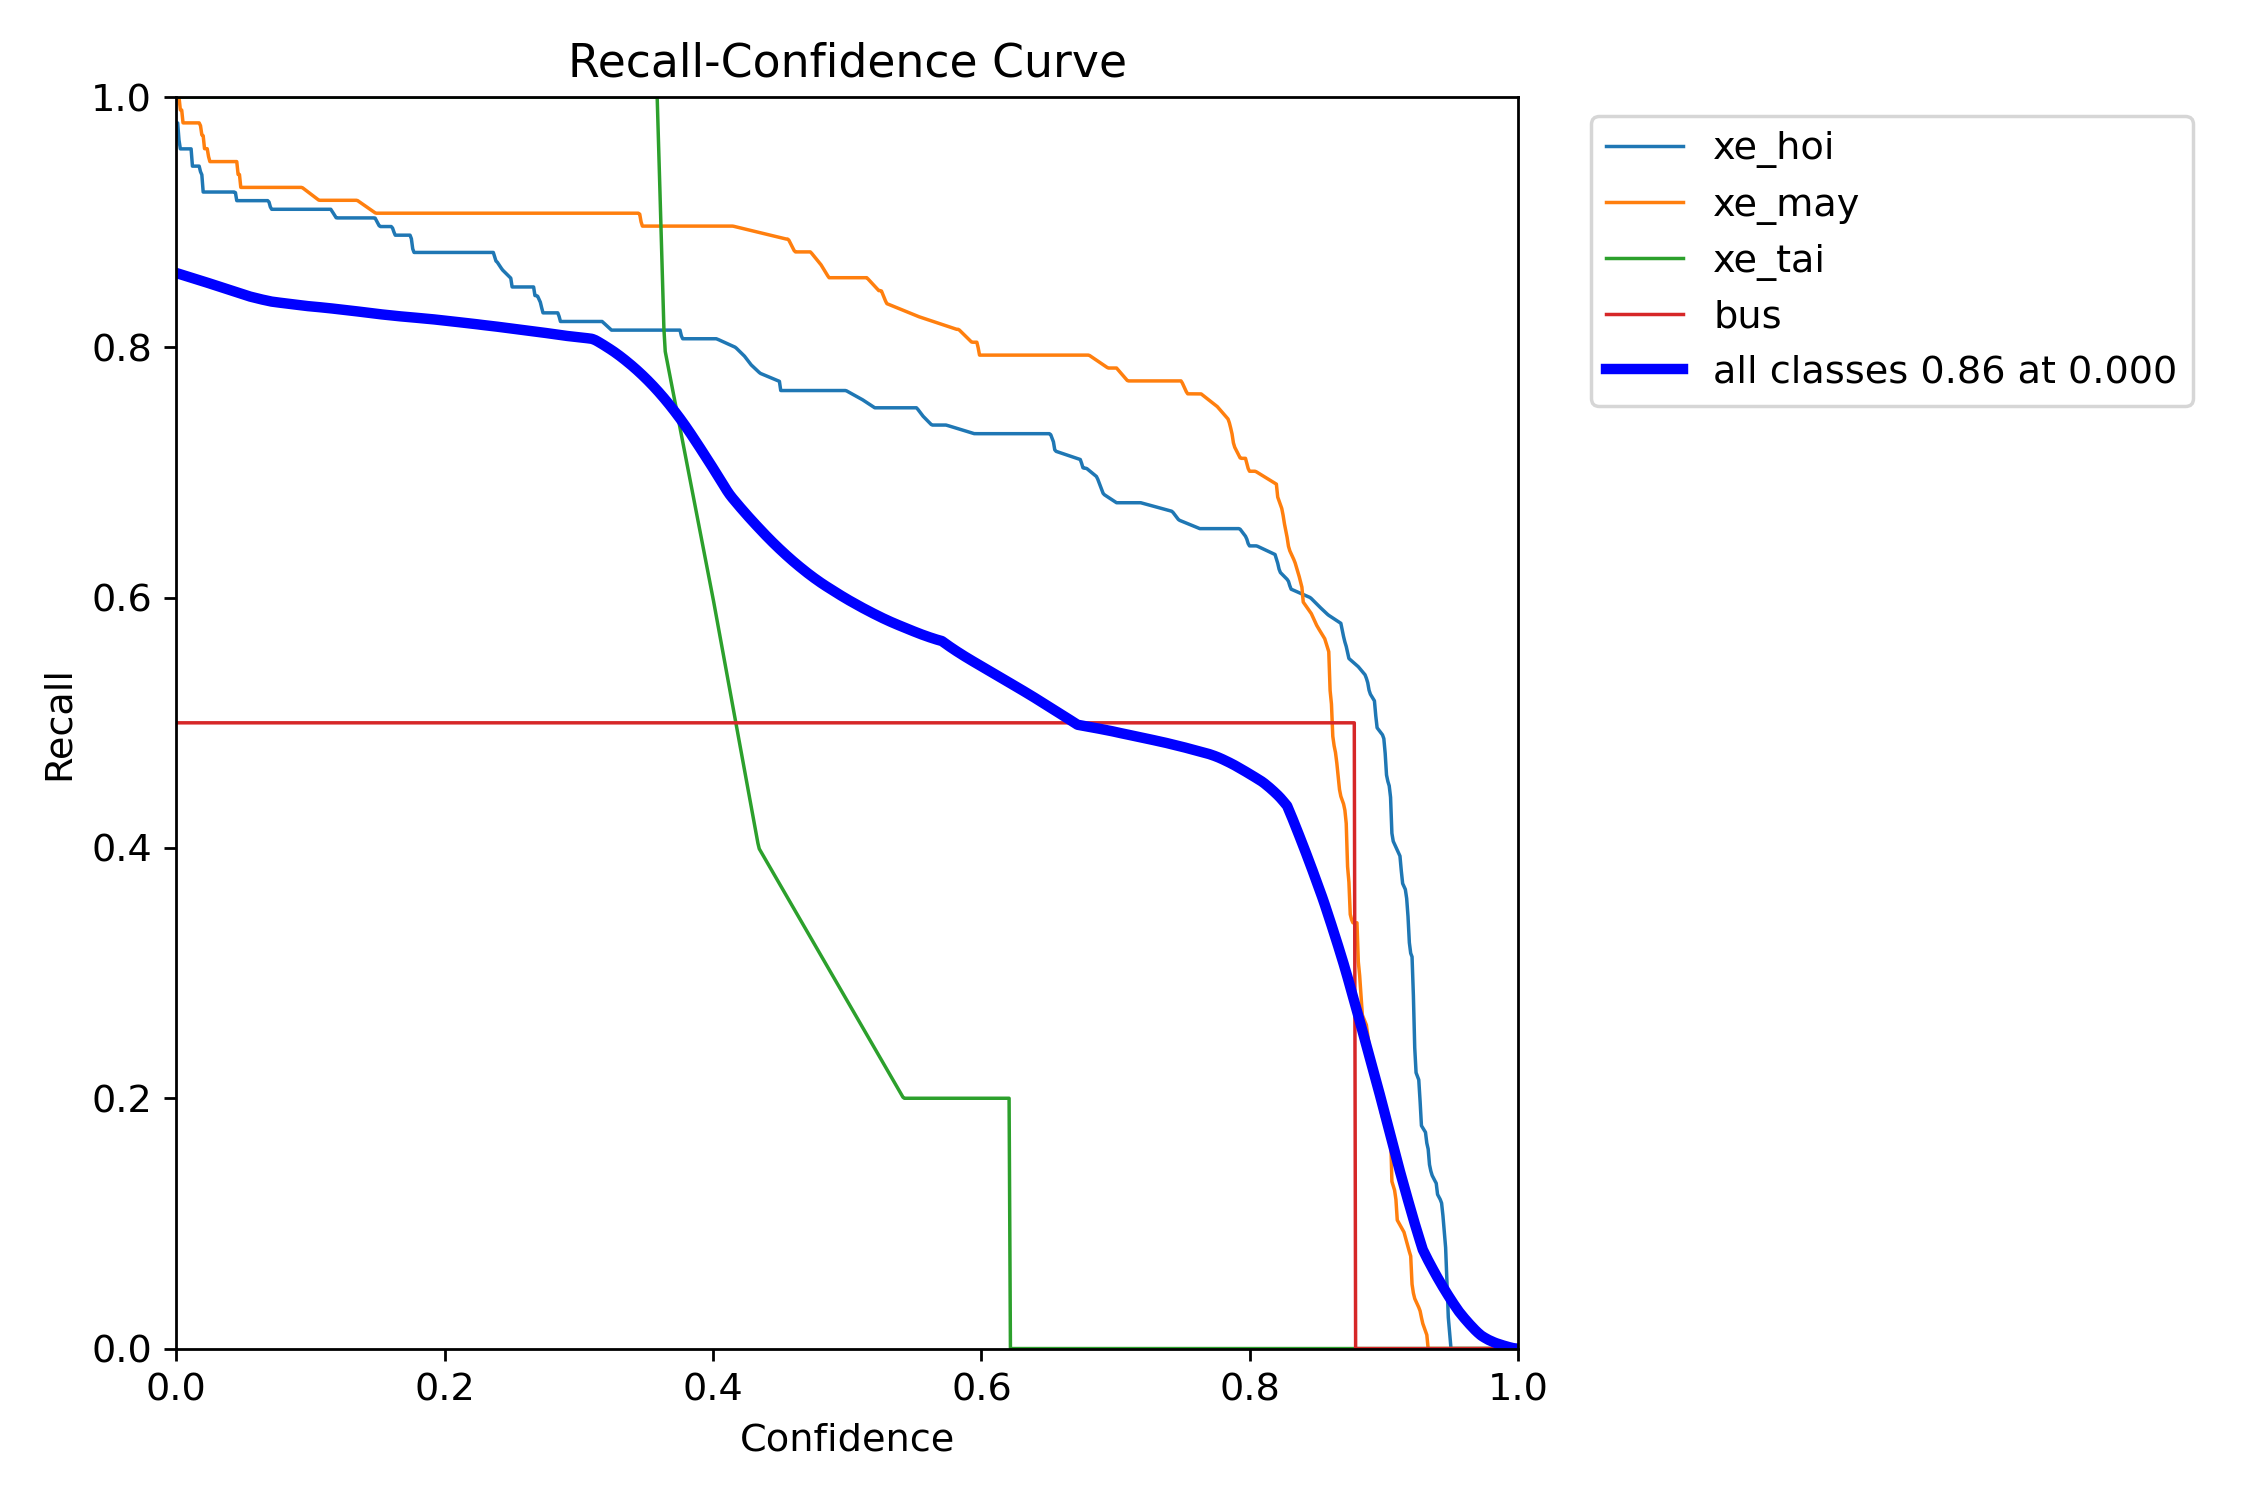 Recall-Confidence Curve
1.0
0.8
0.6
0.4
0.2
0.0
Recall
0.0 0.2 0.4 0.6 0.8 1.0
Confidence
xe_hoi
xe_may
xe_tai
bus
all classes 0.86 at 0.000